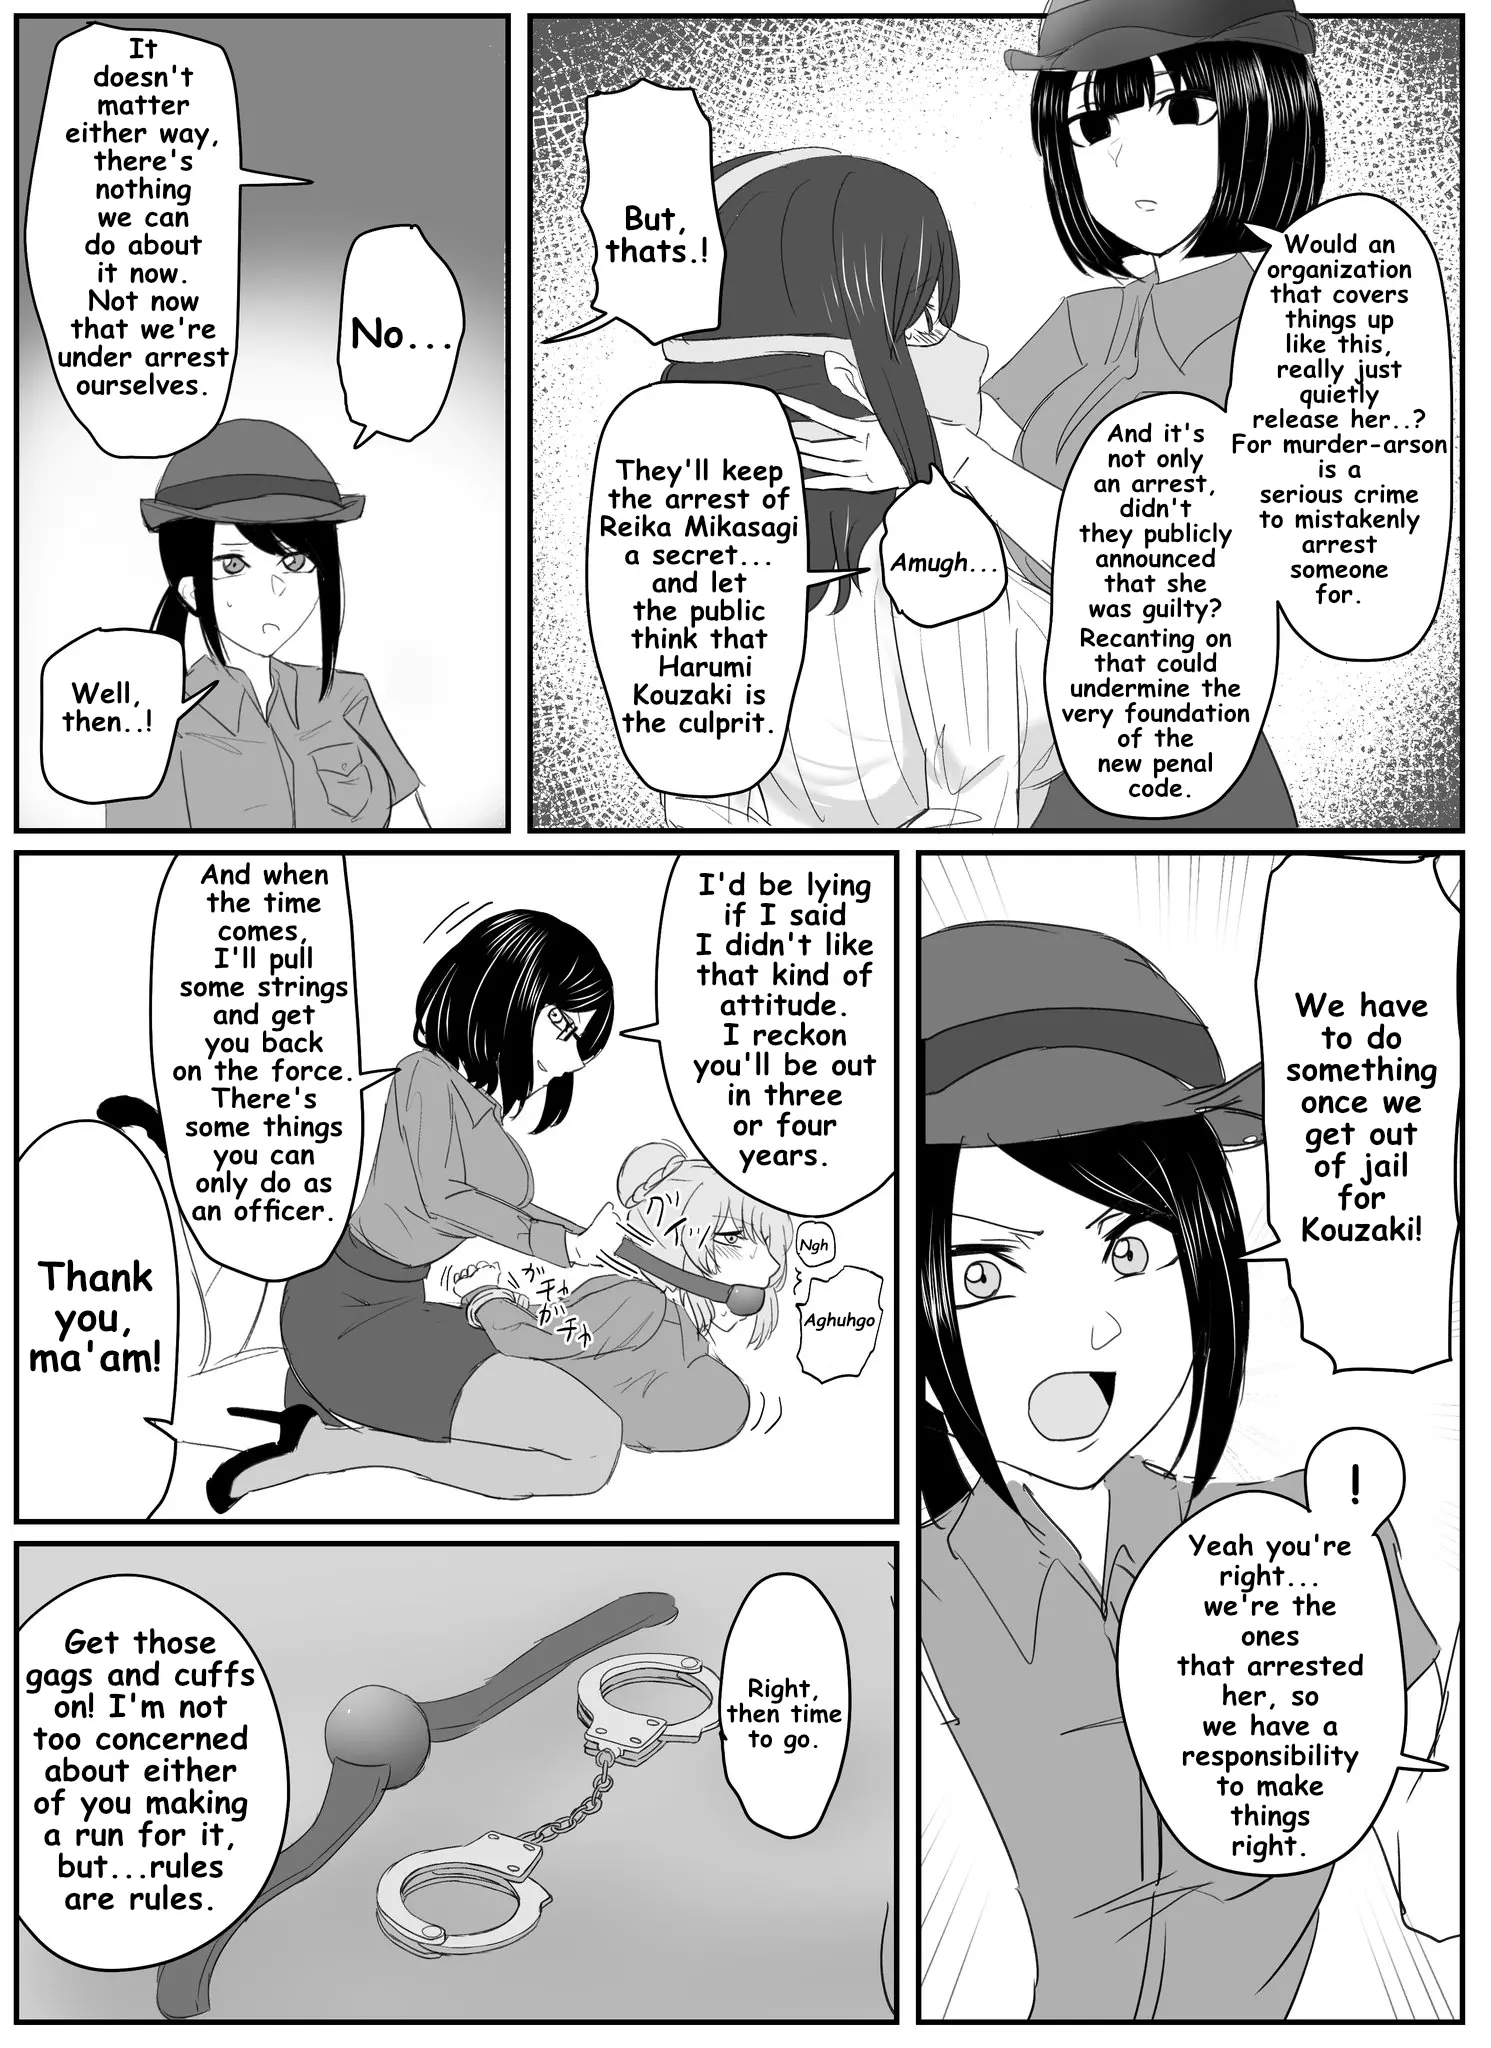 Would an
organization
that covers
things up
like this,
really just
quietly
release her..?
For murder-arson
is a
serious crime
to mistakenly
arrest
someone
for.
And it's
not only
an arrest,
didn't
they publicly
announced
that she
was guilty?
Recanting on
that could
undermine the
very foundation
of the
new penal
code.
But,
thats.!
Amugh...
They'll keep
the arrest of
Reika Mikasagi
a secret...
and let
the public
think that
Harumi
Kouzaki is
the culprit.
No...
It
doesn't
matter
either way,
there's
nothing
we can
do about
it now.
Not now
that we're
under arrest
ourselves.
Well,
then..!
We have
to do
something
once we
get out
of jail
for
Kouzaki!
!
Yeah you're
right...
we're the
ones
that arrested
her, so
we have a
responsibility
to make
things
right.
I'd be lying
if I said
I didn't like
that kind of
attitude.
I reckon
you'll be out
in three
or four
years.
And when
the time
comes,
I'll pull
some strings
and get
you back
on the force.
There's
some things
you can
only do as
an officer.
グイッ
Ngh
Aghuhgo
ガチャ
ガチャ
Thank
you,
ma'am!
Right,
then time
to go.
Get those
gags and cuffs
on! I'm not
too concerned
about either
of you making
a run for it,
but...rules
are rules.